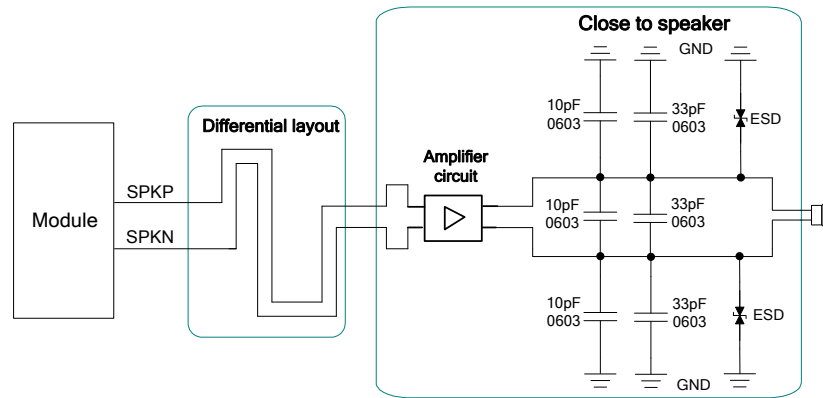 Close to speaker
GND
10pF
0603
33pF
0603
ESD
Differential layout
Amplifier
circuit
SPKP
Module
SPKN
10pF
0603
33pF
0603
10pF
0603
33pF
0603
ESD
GND